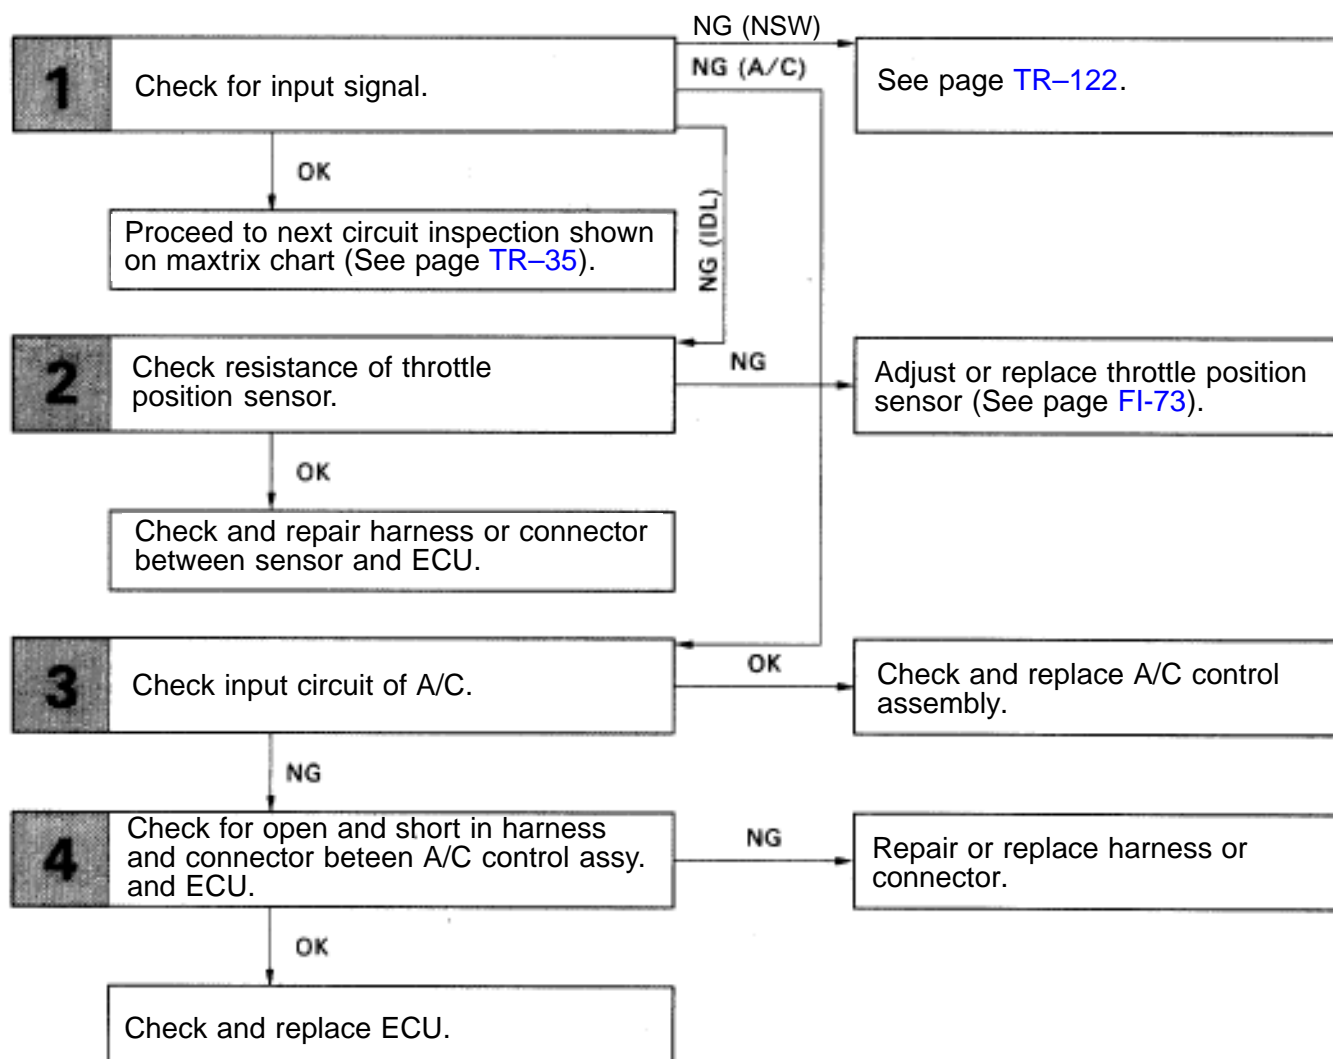 NG (NSW)
1
Check for input signal.
NG (A/C)
See page TR–122.
OK
NG (IDL)
Proceed to next circuit inspection shown
on maxtrix chart (See page TR–35).
2
Check resistance of throttle
position sensor.
NG
Adjust or replace throttle position
sensor (See page FI-73).
OK
Check and repair harness or connector
between sensor and ECU.
3
Check input circuit of A/C.
OK
Check and replace A/C control
assembly.
NG
4
Check for open and short in harness
and connector beteen A/C control assy.
and ECU.
NG
Repair or replace harness or
connector.
OK
Check and replace ECU.